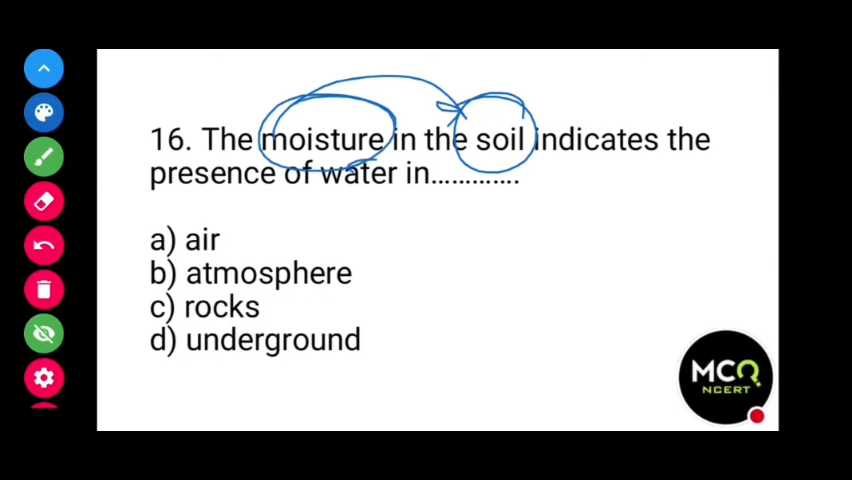 16. The moisture in the soil indicates the
presence of water in.............
a) air
b) atmosphere
c) rocks
d) underground
MCQ
NCERT